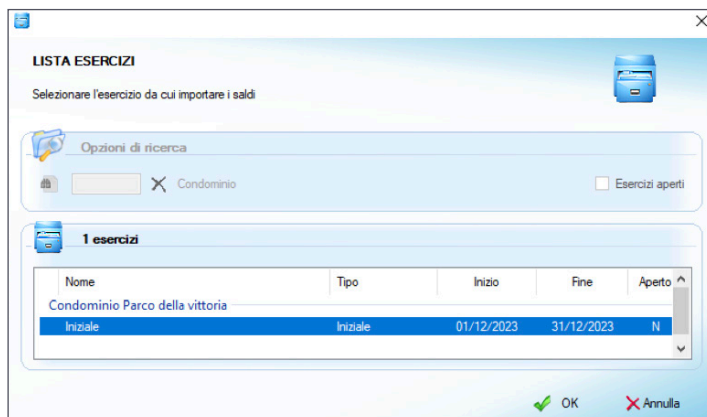 LISTA ESERCIZI
Selezionare l'esercizio da cui importare i saldi
Opzioni di ricerca
Condominio
Esercizi aperti
1 esercizi
Nome Tipo Inizio Fine Aperto
Condominio Parco della vittoria
Iniziale Iniziale 01/12/2023 31/12/2023 N
OK Annulla